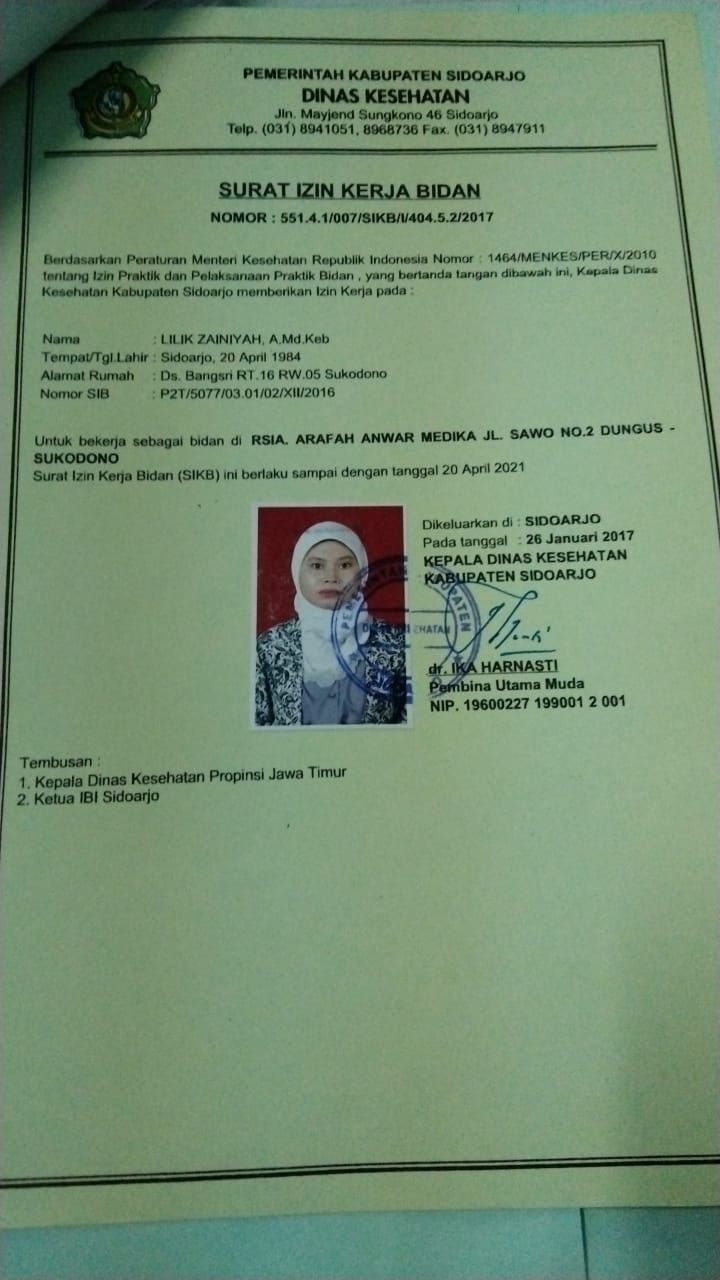 PEMERINTAH KABUPATEN SIDOARJO
DINAS KESEHATAN
Jln. Mayjend Sungkono 46 Sidoarjo
Telp. (031) 8941051, 8968736 Fax. (031) 8947911
SURAT IZIN KERJA BIDAN
NOMOR : 551.4.1/007/SIKB/I/404.5.2/2017
Berdasarkan Peraturan Menteri Kesehatan Republik Indonesia Nomor : 1464/MENKES/PER/X/2010
tentang Izin Praktik dan Pelaksanaan Praktik Bidan , yang bertanda tangan dibawah ini, Kepala Dinas
Kesehatan Kabupaten Sidoarjo memberikan Izin Kerja pada :
Nama : LILIK ZAINIYAH, A.Md.Keb
Tempat/Tgl.Lahir : Sidoarjo, 20 April 1984
Alamat Rumah : Ds. Bangsri RT.16 RW.05 Sukodono
Nomor SIB : P2T/5077/03.01/02/XII/2016
Untuk bekerja sebagai bidan di RSIA. ARAFAH ANWAR MEDIKA JL. SAWO NO.2 DUNGUS -
SUKODONO
Surat Izin Kerja Bidan (SIKB) ini berlaku sampai dengan tanggal 20 April 2021
Dikeluarkan di : SIDOARJO
Pada tanggal : 26 Januari 2017
KEPALA DINAS KESEHATAN
KABUPATEN SIDOARJO
PEMERINTAH KABUPATEN
dr. IKA HARNASTI
Pembina Utama Muda
NIP. 19600227 199001 2 001
Tembusan :
1. Kepala Dinas Kesehatan Propinsi Jawa Timur
2. Ketua IBI Sidoarjo